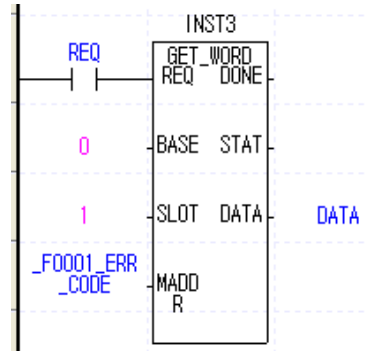 INST3
REQ
GET_WORD
REQ DONE
0
BASE STAT
1
SLOT DATA
DATA
_F0001_ERR
_CODE
MADD
R